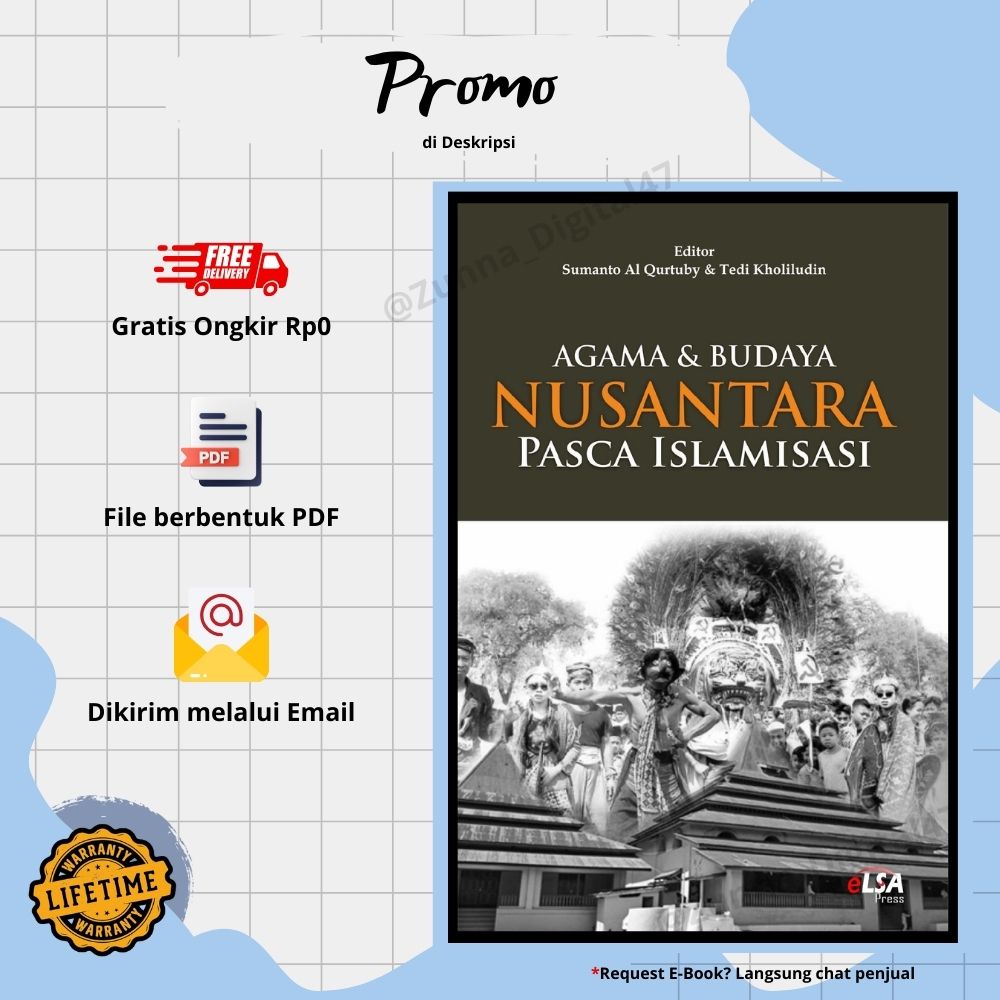 Promo
di Deskripsi
@Zunna_Digital47
FREE
DELIVERY
Gratis Ongkir Rp0
PDF
File berbentuk PDF
@
Dikirim melalui Email
WARRANTY
LIFETIME
WARRANTY
Editor
Sumanto Al Qurtuby & Tedi Kholiludin
AGAMA & BUDAYA
NUSANTARA
PASCA ISLAMISASI
eLSA
Press
*Request E-Book? Langsung chat penjual